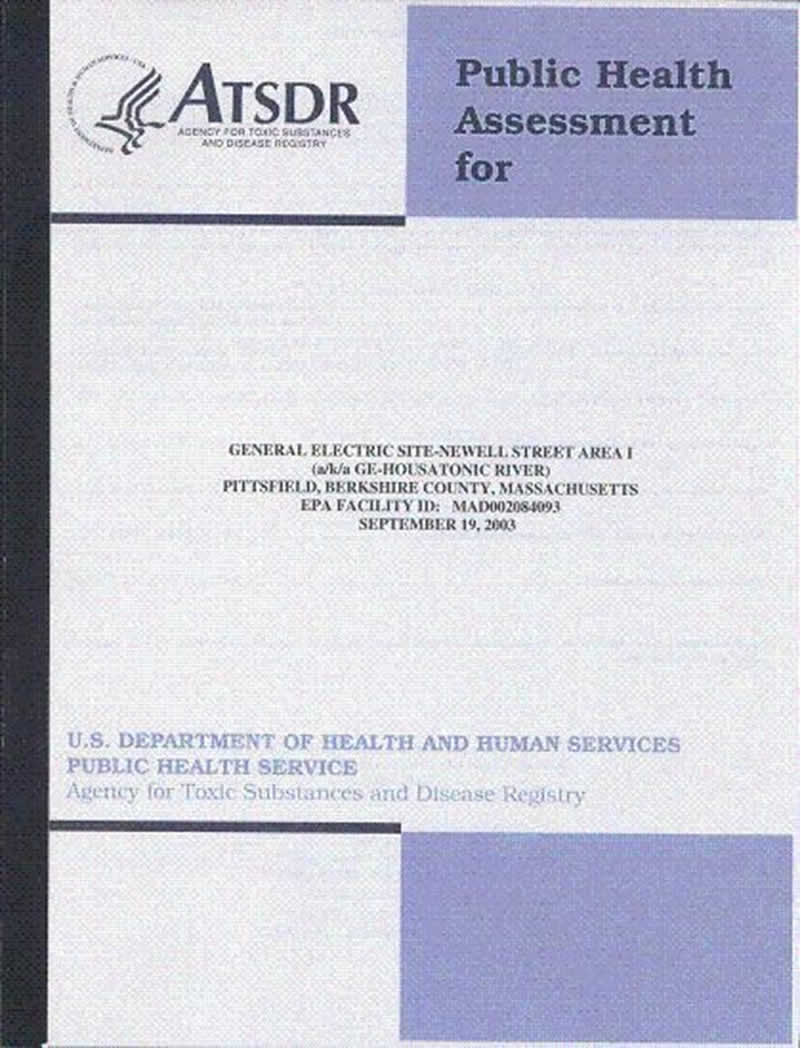 ATSDR
AGENCY FOR TOXIC SUBSTANCES
AND DISEASE REGISTRY
Public Health
Assessment
for
GENERAL ELECTRIC SITE-NEWELL STREET AREA I
(a/k/a GE-HOUSATONIC RIVER)
PITTSFIELD, BERKSHIRE COUNTY, MASSACHUSETTS
EPA FACILITY ID: MAD002084093
SEPTEMBER 19, 2003
U.S. DEPARTMENT OF HEALTH AND HUMAN SERVICES
PUBLIC HEALTH SERVICE
Agency for Toxic Substances and Disease Registry